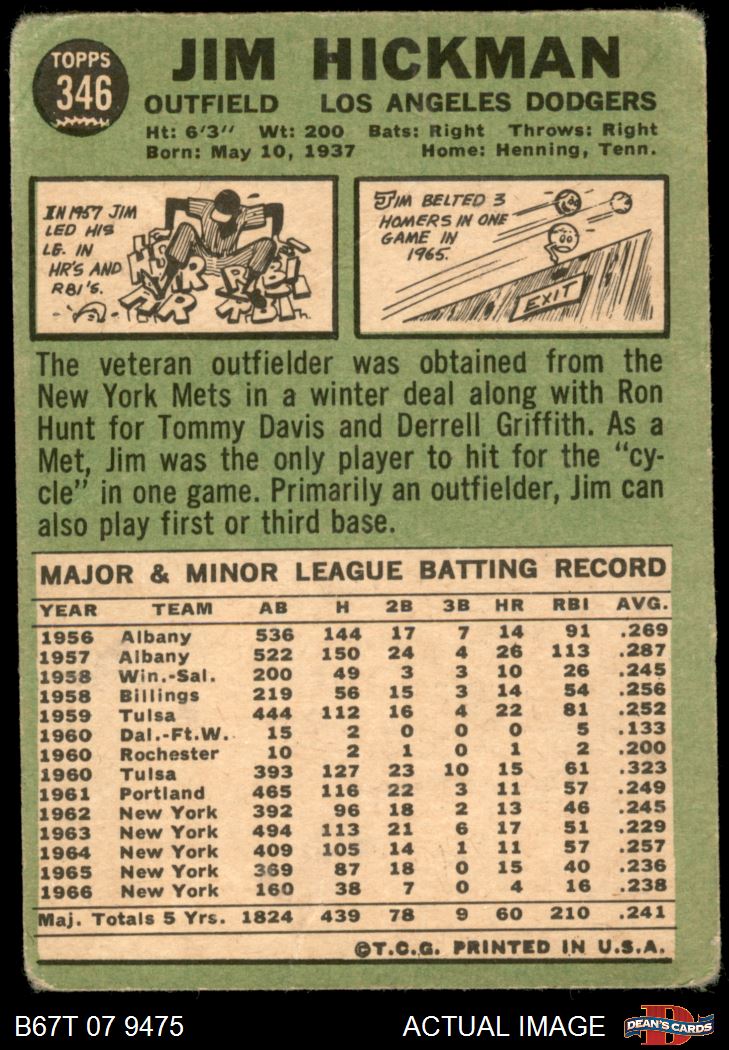 TOPPS
346
JIM HICKMAN
OUTFIELD LOS ANGELES DODGERS
Ht: 6'3" Wt: 200 Bats: Right Throws: Right
Born: May 10, 1937 Home: Henning, Tenn.
IN 1957 JIM
LED HIS
LG. IN
HR'S AND
RBI'S.
JIM BELTED 3
HOMERS IN ONE
GAME IN
1965.
EXIT
The veteran outfielder was obtained from the
New York Mets in a winter deal along with Ron
Hunt for Tommy Davis and Derrell Griffith. As a
Met, Jim was the only player to hit for the "cy-
cle" in one game. Primarily an outfielder, Jim can
also play first or third base.
MAJOR & MINOR LEAGUE BATTING RECORD
YEAR TEAM AB H 2B 3B HR RBI AVG.
1956 Albany 536 144 17 7 14 91 .269
1957 Albany 522 150 24 4 26 113 .287
1958 Win.-Sal. 200 49 3 3 10 26 .245
1958 Billings 219 56 15 3 14 54 .256
1959 Tulsa 444 112 16 4 22 81 .252
1960 Dal.-Ft.W. 15 2 0 0 0 5 .133
1960 Rochester 10 2 1 0 1 2 .200
1960 Tulsa 393 127 23 10 15 61 .323
1961 Portland 465 116 22 3 11 57 .249
1962 New York 392 96 18 2 13 46 .245
1963 New York 494 113 21 6 17 51 .229
1964 New York 409 105 14 1 11 57 .257
1965 New York 369 87 18 0 15 40 .236
1966 New York 160 38 7 0 4 16 .238
Maj. Totals 5 Yrs. 1824 439 78 9 60 210 .241
©T.C.G. PRINTED IN U.S.A.
B67T 07 9475 ACTUAL IMAGE
D
DEAN'S CARDS